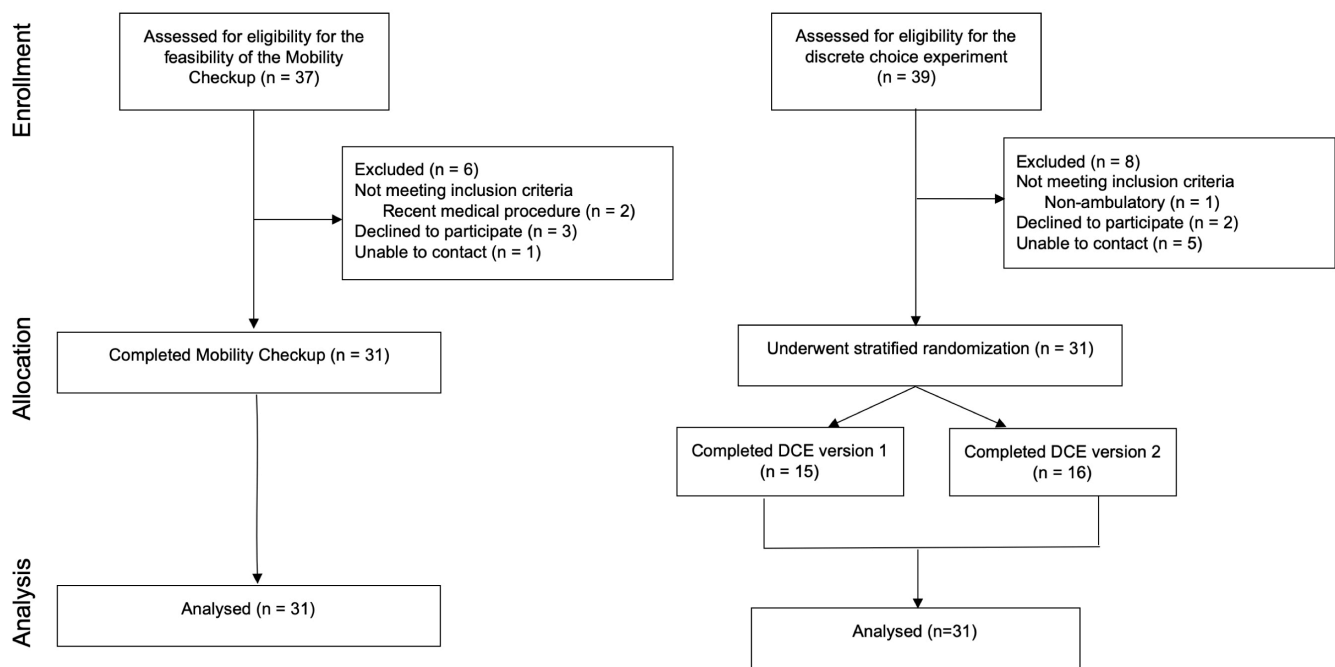 Enrollment
Assessed for eligibility for the
feasibility of the Mobility
Checkup (n = 37)
Excluded (n = 6)
Not meeting inclusion criteria
Recent medical procedure (n = 2)
Declined to participate (n = 3)
Unable to contact (n = 1)
Assessed for eligibility for the
discrete choice experiment
(n = 39)
Excluded (n = 8)
Not meeting inclusion criteria
Non-ambulatory (n = 1)
Declined to participate (n = 2)
Unable to contact (n = 5)
Allocation
Completed Mobility Checkup (n = 31)
Underwent stratified randomization (n = 31)
Completed DCE version 1
(n = 15)
Completed DCE version 2
(n = 16)
Analysis
Analysed (n = 31)
Analysed (n=31)